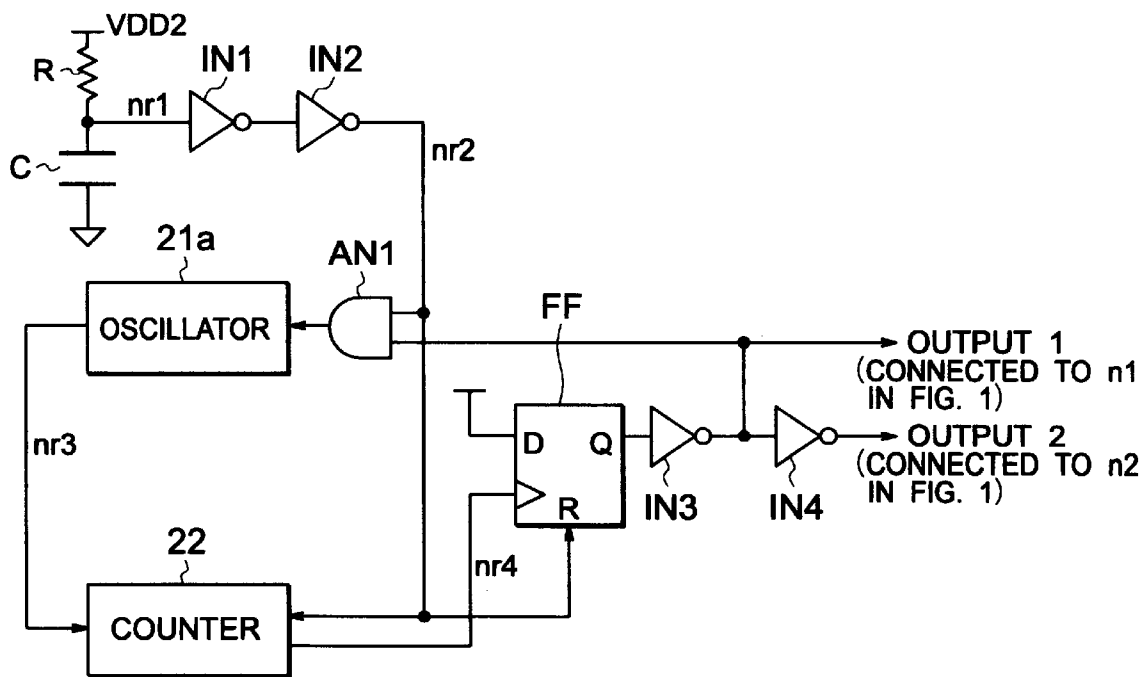 VDD2
R
IN1
IN2
nr1
nr2
C
21a
AN1
OSCILLATOR
FF
OUTPUT 1
(CONNECTED TO n1
IN FIG. 1)
D
Q
OUTPUT 2
(CONNECTED TO n2
IN FIG. 1)
nr3
R
IN3
IN4
22
nr4
COUNTER